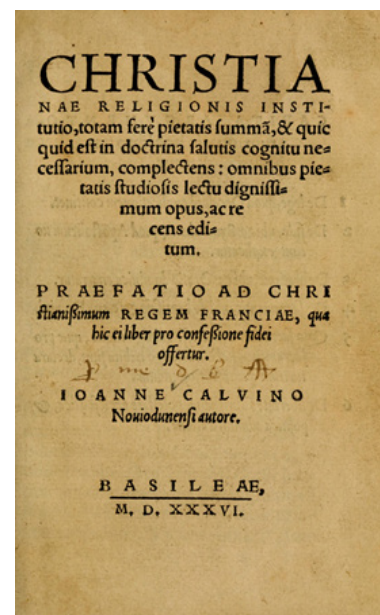 CHRISTIA
NAE RELIGIONIS INSTI-
tutio, totam ferè pietatis ſummã, & quic
quid eſt in doctrina ſalutis cognitu ne=
ceſſarium, complectens: omnibus pie=
tatis ſtudioſis lectu digniſſi=
mum opus, ac re
cens edi=
tum.
PRAEFATIO AD CHRI
ſtianißimum REGEM FRANCIAE, qua
hic ei liber pro confeßione fidei
offertur.
IOANNE CALVINO
Nouiodunenſi autore.
BASILEAE,
M. D. XXXVI.